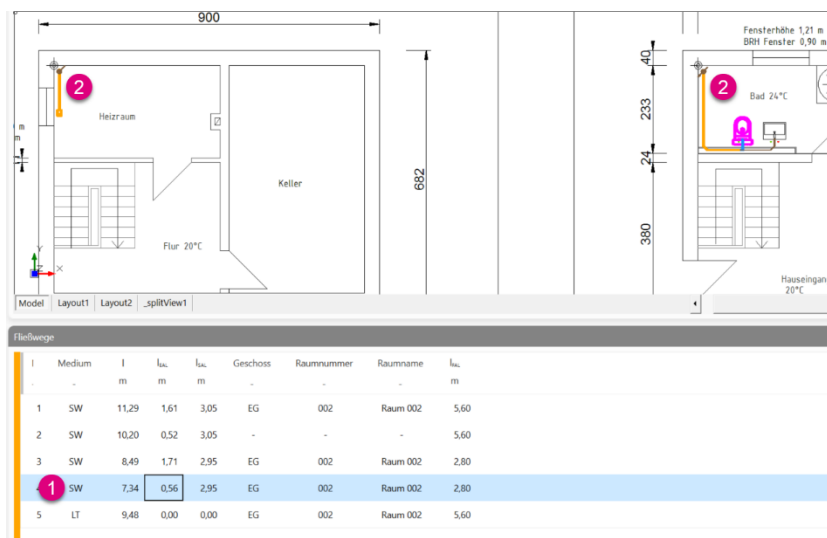 900
Fensterhöhe 1,21 m
BRH Fenster 0,90 m
40
2
2
Bad 24°C
Heizraum
233
m
m
24
682
Keller
380
Flur 20°C
Y
Z
X
Hauseingang
20°C
Model Layout1 Layout2 _splitView1
Fließwege
Medium l lEAL lSAL Geschoss Raumnummer Raumname lRAL
. - m m m - - - m
1 SW 11,29 1,61 3,05 EG 002 Raum 002 5,60
2 SW 10,20 0,52 3,05 - - - 5,60
3 SW 8,49 1,71 2,95 EG 002 Raum 002 2,80
1 SW 7,34 0,56 2,95 EG 002 Raum 002 2,80
5 LT 9,48 0,00 0,00 EG 002 Raum 002 5,60